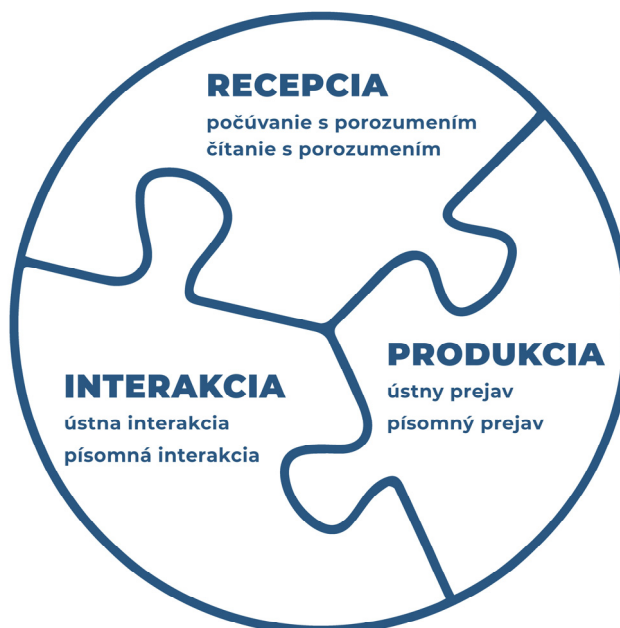 RECEPCIA
počúvanie s porozumením
čítanie s porozumením
PRODUKCIA
ústny prejav
písomný prejav
INTERAKCIA
ústna interakcia
písomná interakcia